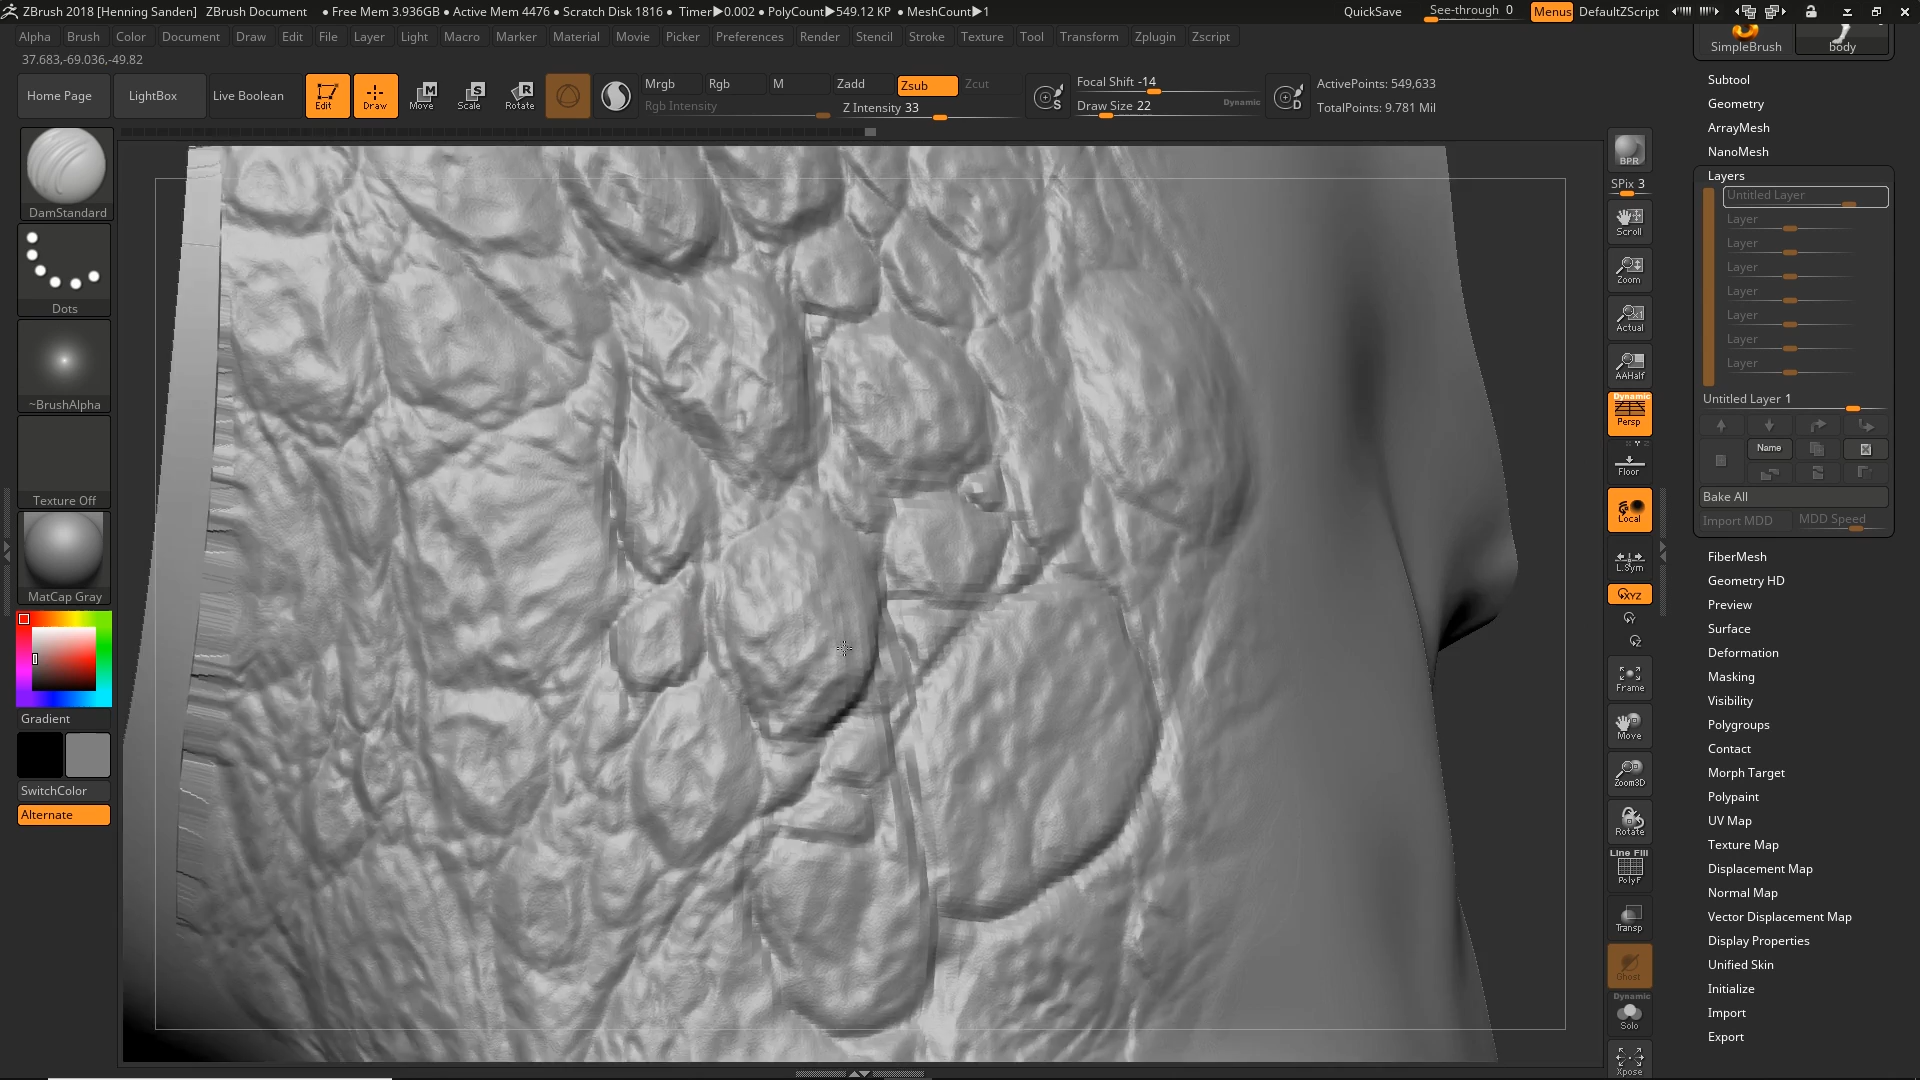 ZBrush 2018 [Henning Sanden] ZBrush Document • Free Mem 3.936GB • Active Mem 4476 • Scratch Disk 1816 • Timer▶0.002 • PolyCount▶549.12 KP • MeshCount▶1 QuickSave See-through 0 Menus DefaultZScript
Alpha Brush Color Document Draw Edit File Layer Light Macro Marker Material Movie Picker Preferences Render Stencil Stroke Texture Tool Transform Zplugin Zscript
37.683,-69.036,-49.82
Home Page LightBox Live Boolean Edit Draw Move Scale Rotate
Mrgb Rgb M Zadd Zsub Zcut
Rgb Intensity Z Intensity 33
Focal Shift -14
Draw Size 22 Dynamic
ActivePoints: 549,633
TotalPoints: 9.781 Mil
DamStandard
Dots
~BrushAlpha
Texture Off
MatCap Gray
Gradient
SwitchColor
Alternate
BPR
SPix 3
Scroll
Zoom
Actual
AAHalf
Dynamic
Persp
Floor
Local
L.Sym
XYZ
Y
Z
Frame
Move
Zoom3D
Rotate
Line Fill
PolyF
Transp
Ghost
Dynamic
Solo
Xpose
SimpleBrush body
Subtool
Geometry
ArrayMesh
NanoMesh
Layers
Untitled Layer
Layer
Layer
Layer
Layer
Layer
Layer
Layer
Untitled Layer 1
Name
Bake All
Import MDD MDD Speed
FiberMesh
Geometry HD
Preview
Surface
Deformation
Masking
Visibility
Polygroups
Contact
Morph Target
Polypaint
UV Map
Texture Map
Displacement Map
Normal Map
Vector Displacement Map
Display Properties
Unified Skin
Initialize
Import
Export